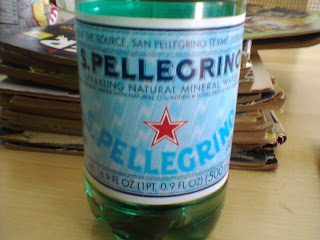 THE SOURCE, SAN PELLEGRINO TERME
S.PELLEGRINO
SPARKLING NATURAL MINERAL WATER
S. PELLEGRINO
16.9 FL OZ (1PT, 0.9 FL OZ) (500